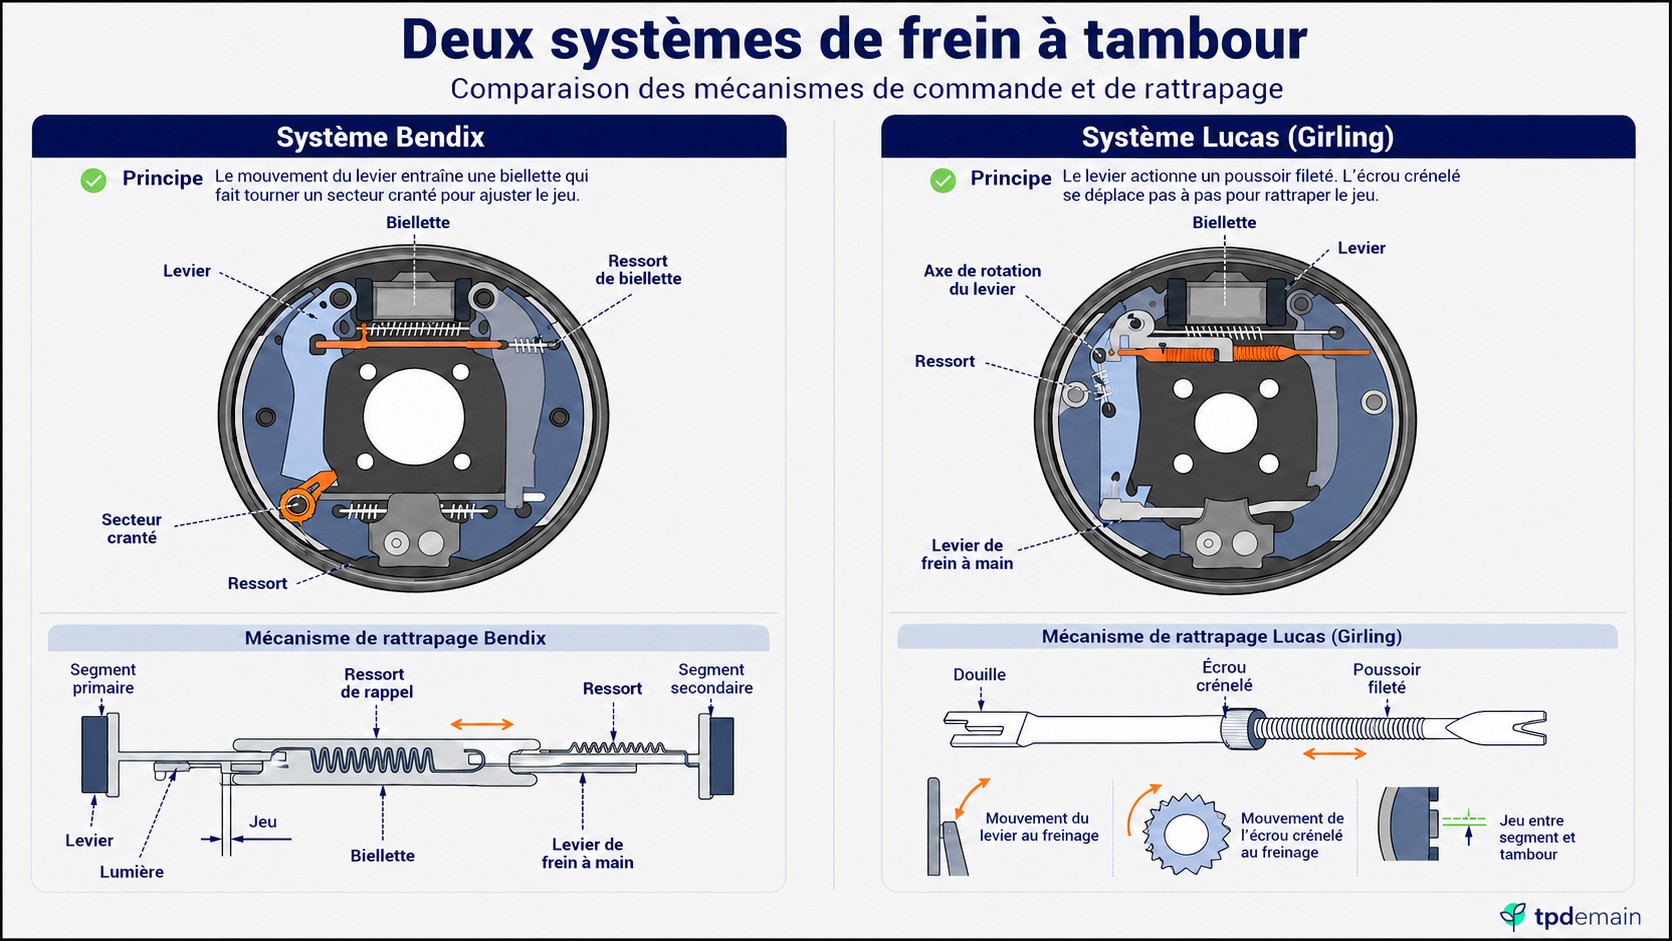 Deux systèmes de frein à tambour
Comparaison des mécanismes de commande et de rattrapage
Système Bendix
Principe
Le mouvement du levier entraîne une biellette qui
fait tourner un secteur cranté pour ajuster le jeu.
Biellette
Levier
Ressort
de biellette
Secteur
cranté
Ressort
Mécanisme de rattrapage Bendix
Segment
primaire
Ressort
de rappel
Ressort
Segment
secondaire
Levier
Jeu
Lumière
Biellette
Levier de
frein à main
Système Lucas (Girling)
Principe
Le levier actionne un poussoir fileté. L'écrou crénelé
se déplace pas à pas pour rattraper le jeu.
Biellette
Levier
Axe de rotation
du levier
Ressort
Levier de
frein à main
Mécanisme de rattrapage Lucas (Girling)
Douille
Écrou
crénelé
Poussoir
fileté
Mouvement du
levier au freinage
Mouvement de
l'écrou crénelé
au freinage
Jeu entre
segment et
tambour
tpdemain